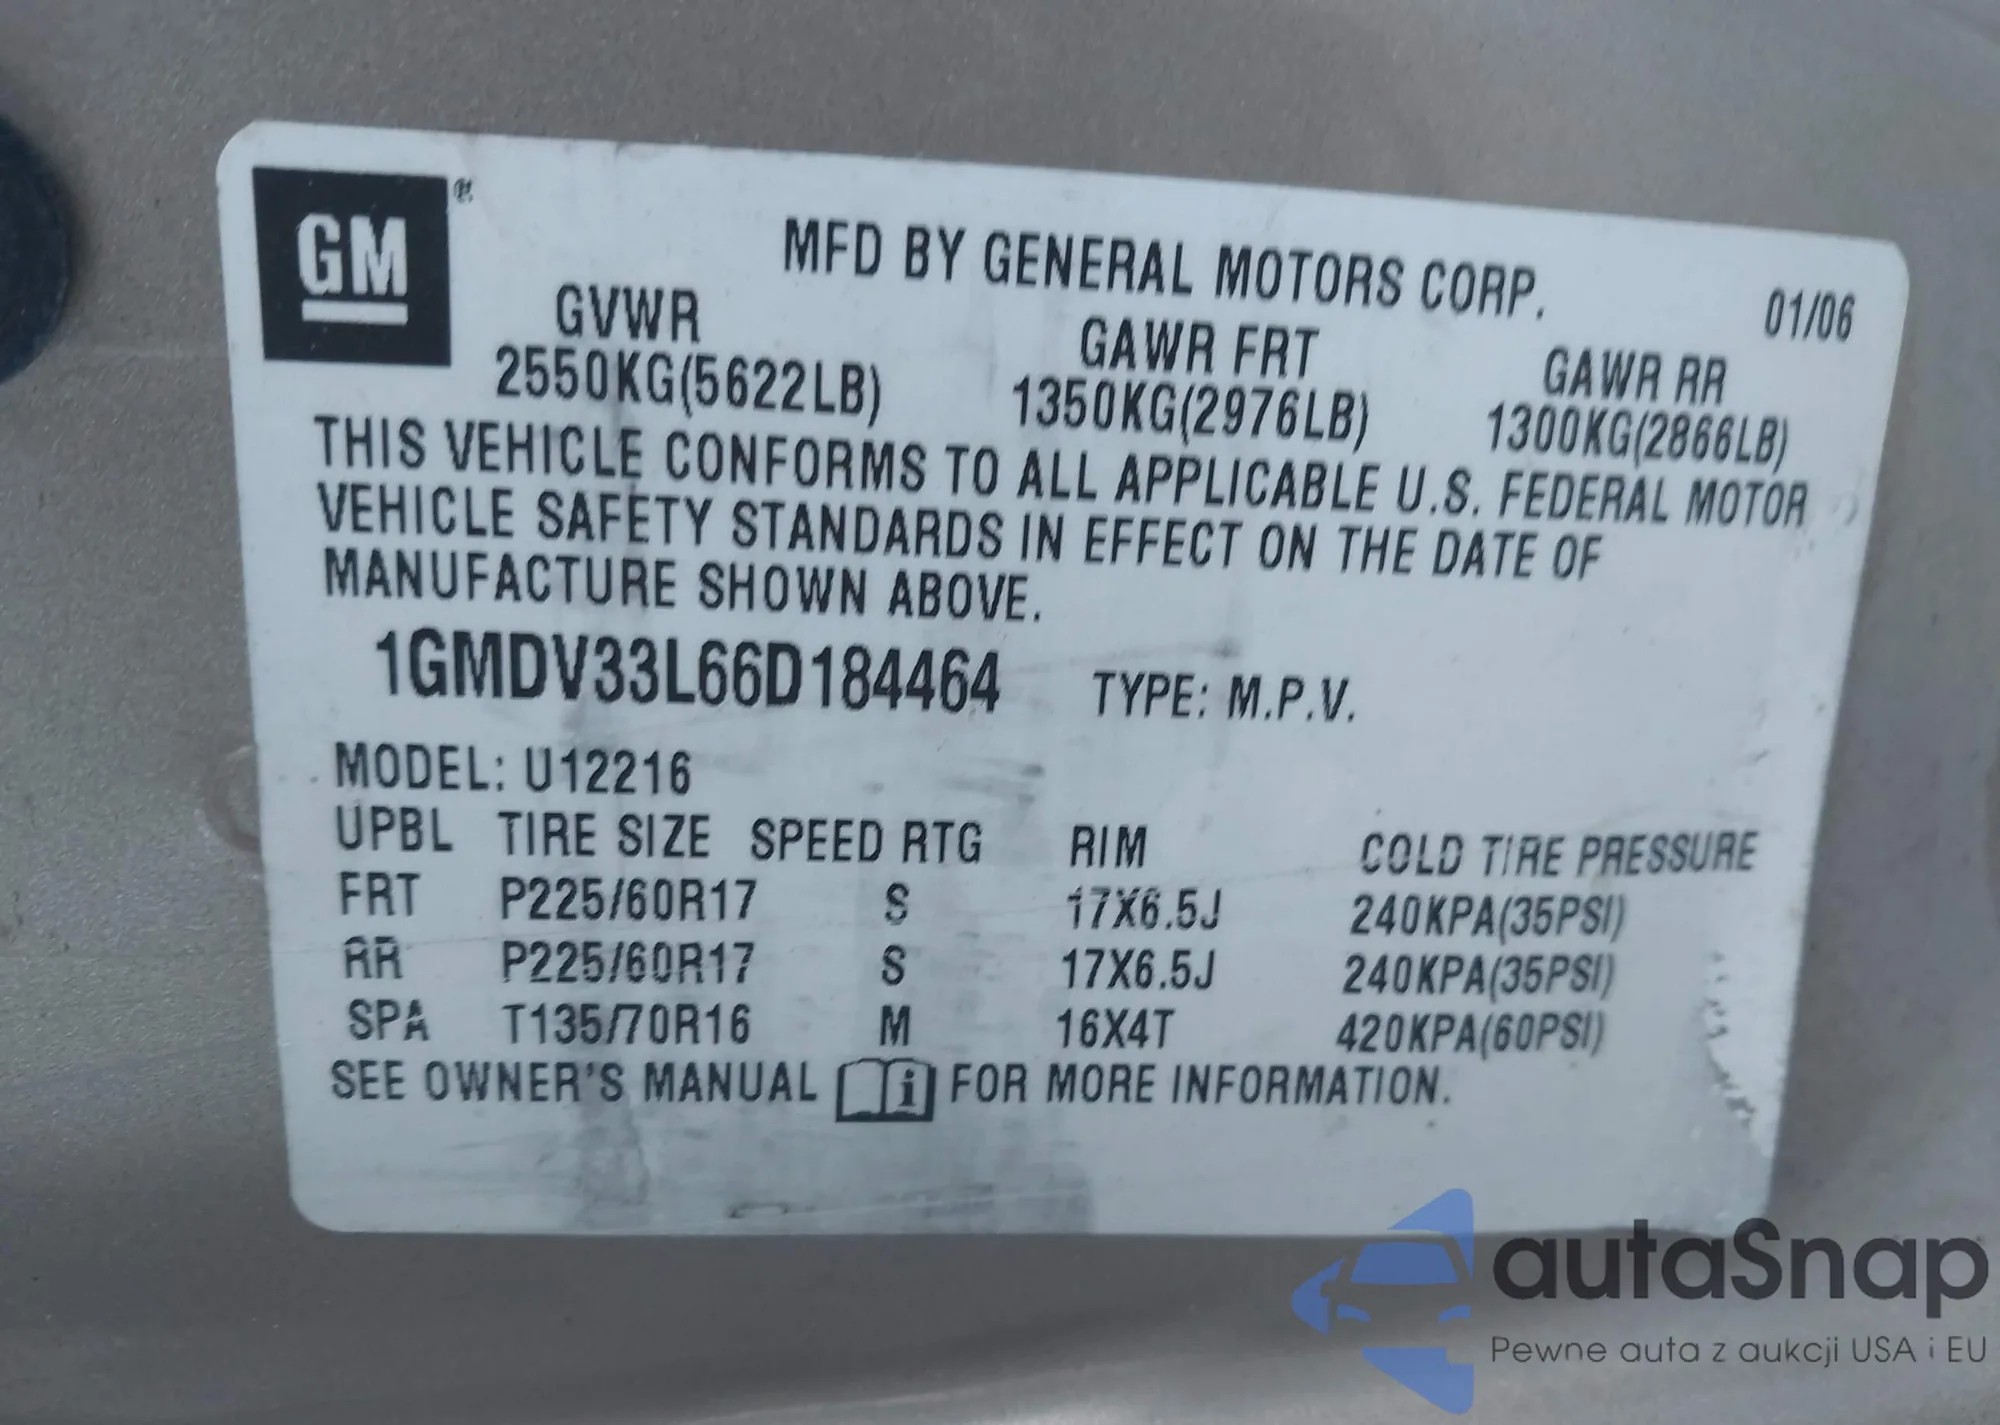 GM®
MFD BY GENERAL MOTORS CORP.
01/06
GVWR GAWR FRT GAWR RR
2550KG(5622LB) 1350KG(2976LB) 1300KG(2866LB)
THIS VEHICLE CONFORMS TO ALL APPLICABLE U.S. FEDERAL MOTOR
VEHICLE SAFETY STANDARDS IN EFFECT ON THE DATE OF
MANUFACTURE SHOWN ABOVE.
1GMDV33L66D184464 TYPE: M.P.V.
MODEL: U12216
UPBL TIRE SIZE SPEED RTG RIM COLD TIRE PRESSURE
FRT P225/60R17 S 17X6.5J 240KPA(35PSI)
RR P225/60R17 S 17X6.5J 240KPA(35PSI)
SPA T135/70R16 M 16X4T 420KPA(60PSI)
SEE OWNER'S MANUAL i FOR MORE INFORMATION.
autaSnap
Pewne auta z aukcji USA i EU